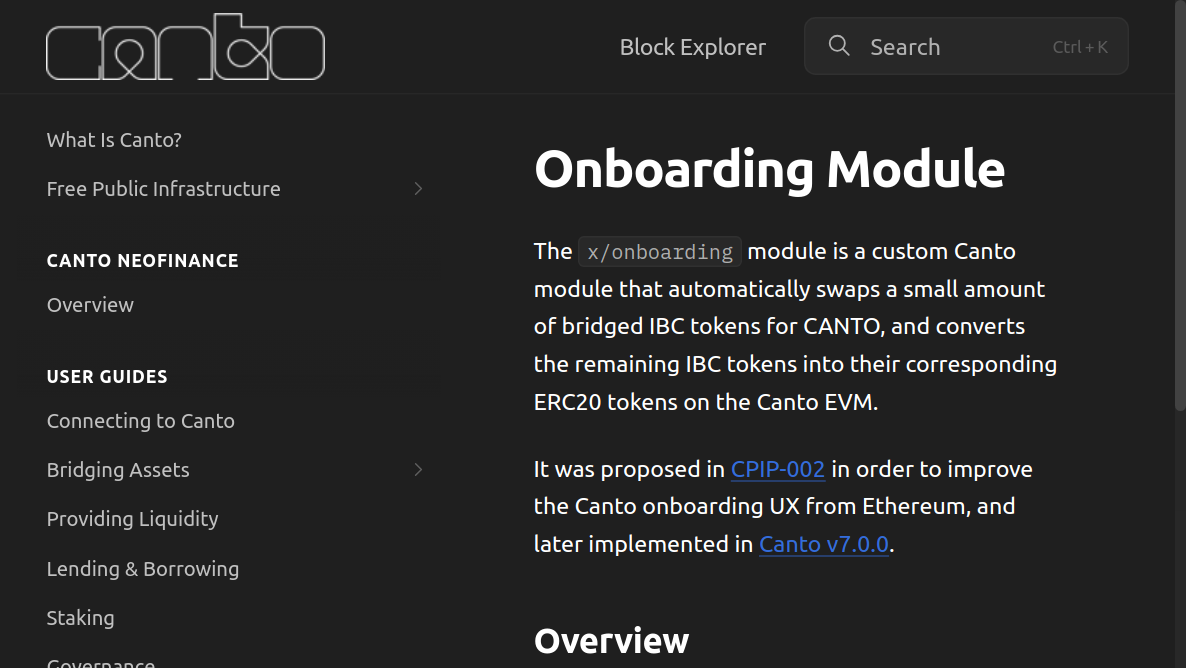 canto
Block Explorer
Search
Ctrl + K
What Is Canto?
Free Public Infrastructure
CANTO NEOFINANCE
Overview
USER GUIDES
Connecting to Canto
Bridging Assets
Providing Liquidity
Lending & Borrowing
Staking
Governance
Onboarding Module
The x/onboarding module is a custom Canto
module that automatically swaps a small amount
of bridged IBC tokens for CANTO, and converts
the remaining IBC tokens into their corresponding
ERC20 tokens on the Canto EVM.
It was proposed in CPIP-002 in order to improve
the Canto onboarding UX from Ethereum, and
later implemented in Canto v7.0.0.
Overview